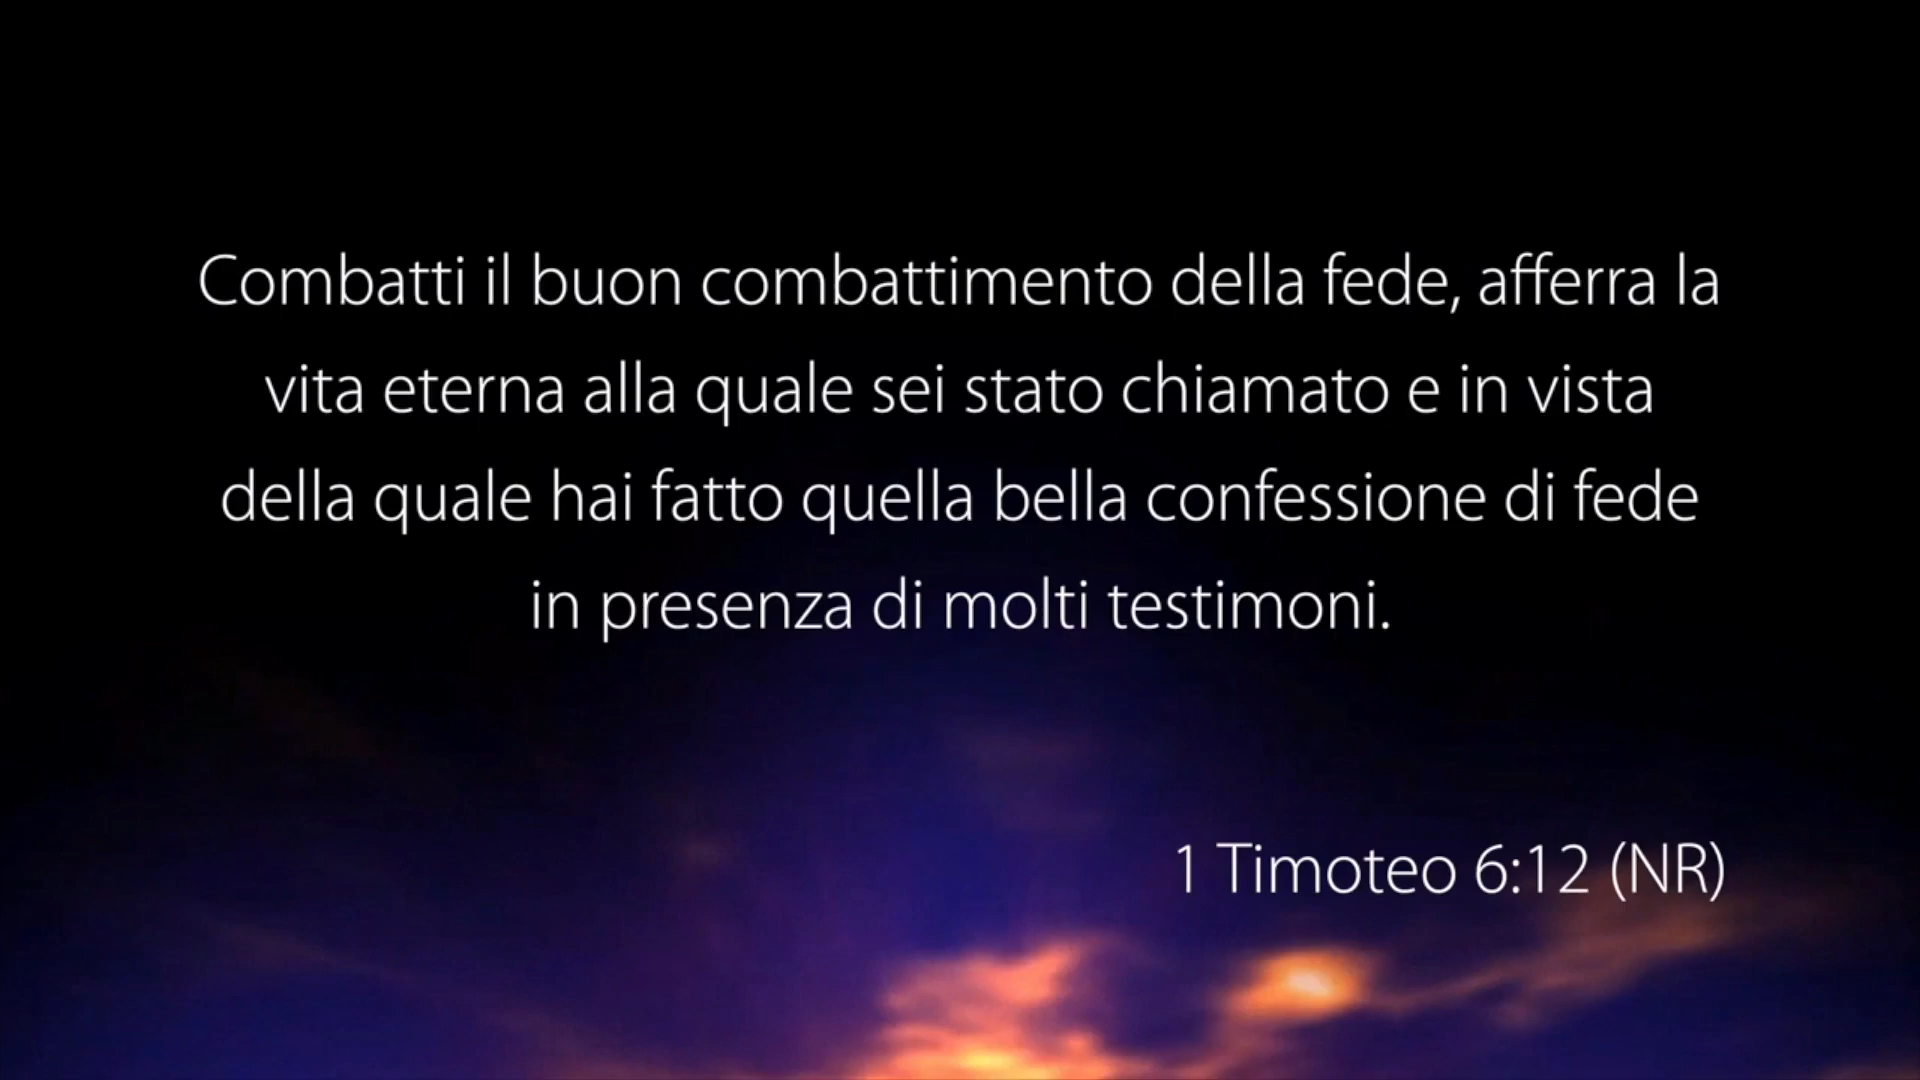 Combatti il buon combattimento della fede, afferra la
vita eterna alla quale sei stato chiamato e in vista
della quale hai fatto quella bella confessione di fede
in presenza di molti testimoni.
1 Timoteo 6:12 (NR)